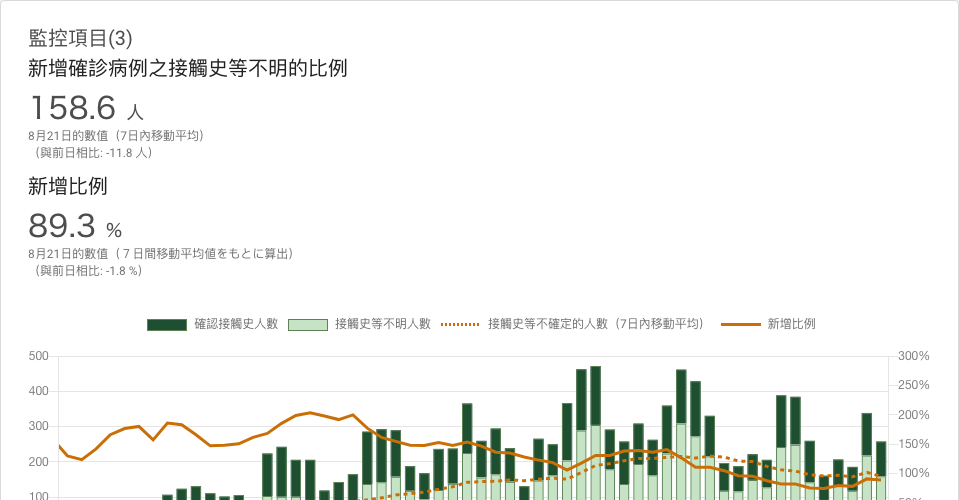 監控項目(3)
新增確診病例之接觸史等不明的比例
158.6 人
8月21日的數值（7日內移動平均）
（與前日相比: -11.8 人）
新增比例
89.3 %
8月21日的數值（７日間移動平均値をもとに算出）
（與前日相比: -1.8 %）
確認接觸史人數 接觸史等不明人數 接觸史等不確定的人數（7日內移動平均） 新增比例
500 300%
250%
400
200%
300
150%
200
100%
100